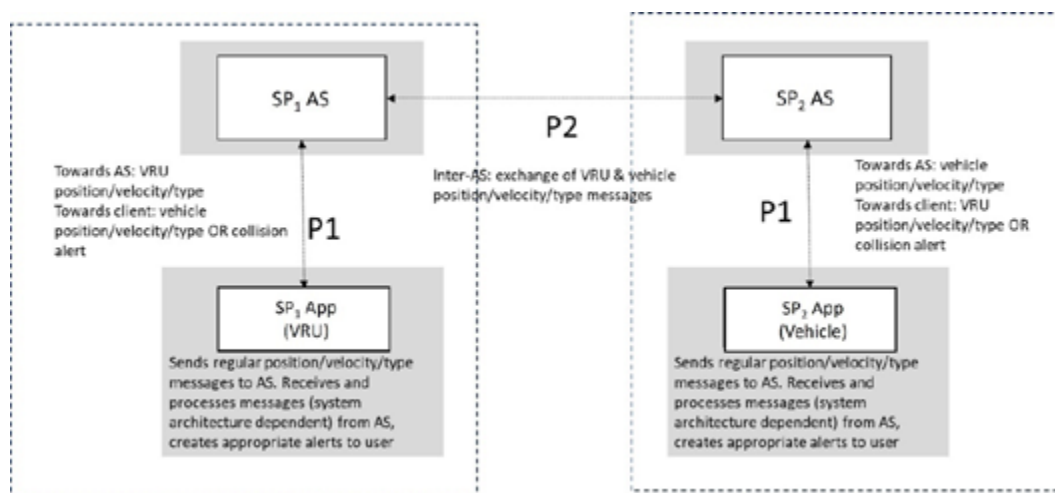 SP₁ AS
SP₂ AS
P2
Inter-AS: exchange of VRU & vehicle
position/velocity/type messages
Towards AS: VRU
position/velocity/type
Towards client: vehicle
position/velocity/type OR collision
alert
P1
Towards AS: vehicle
position/velocity/type
Towards client: VRU
position/velocity/type OR
collision alert
P1
SP₁ App
(VRU)
Sends regular position/velocity/type
messages to AS. Receives and
processes messages (system
architecture dependent) from AS,
creates appropriate alerts to user
SP₂ App
(Vehicle)
Sends regular position/velocity/type
messages to AS. Receives and
processes messages (system
architecture dependent) from AS,
creates appropriate alerts to user